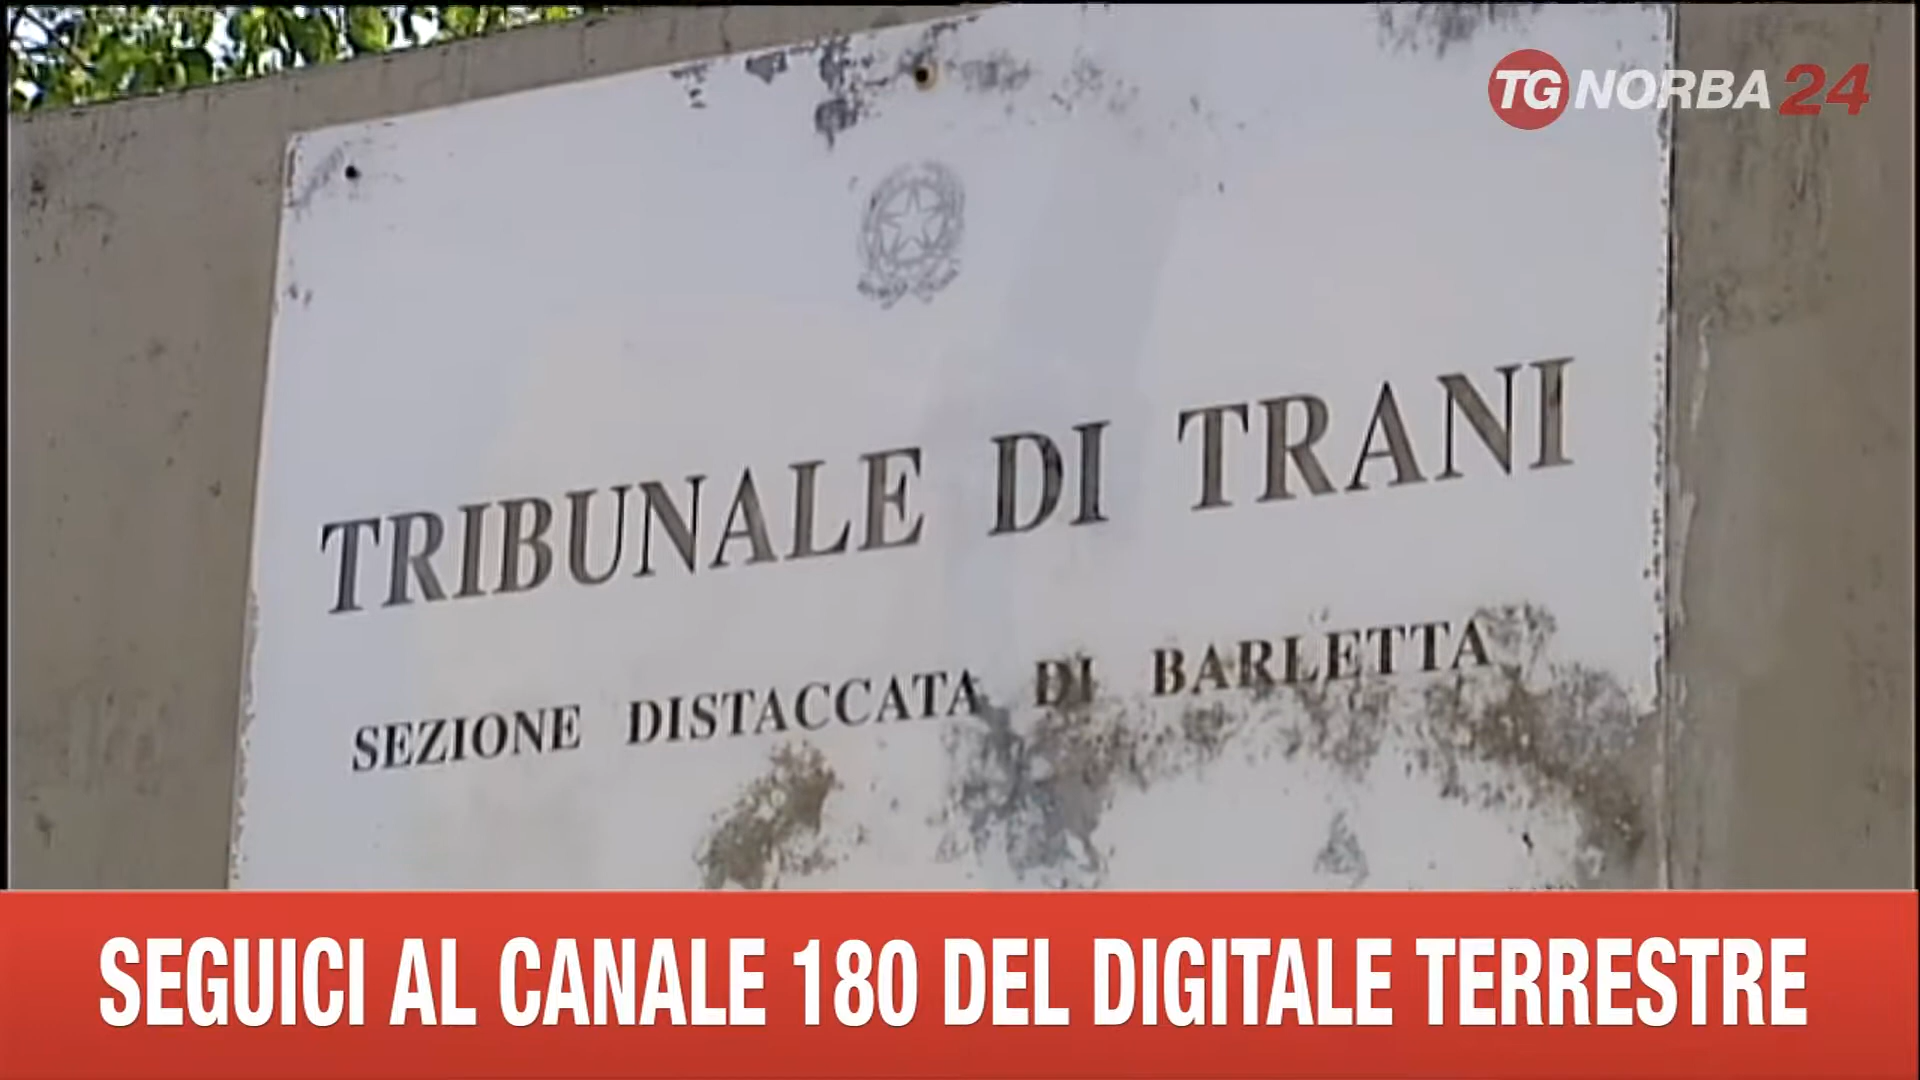 TG NORBA 24
TRIBUNALE DI TRANI
SEZIONE DISTACCATA DI BARLETTA
SEGUICI AL CANALE 180 DEL DIGITALE TERRESTRE